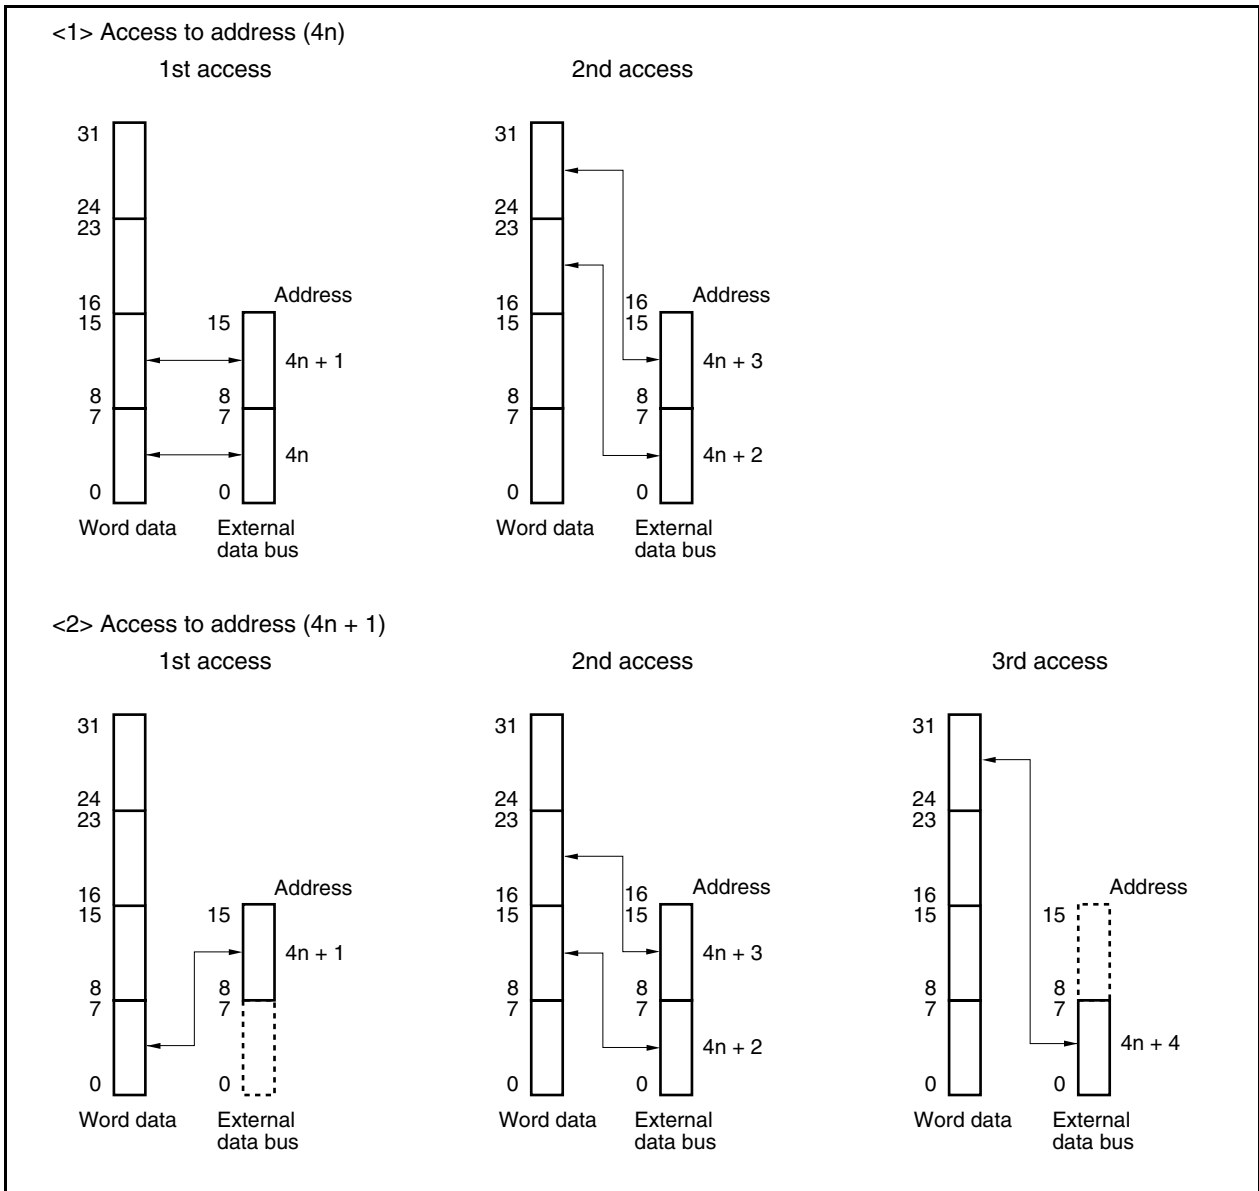 <1> Access to address (4n)
1st access
2nd access
31
24
23
16
15
8
7
0
Word data
Address
15
8
7
0
4n + 1
4n
External
data bus
31
24
23
16
15
8
7
0
Word data
Address
16
15
8
7
0
4n + 3
4n + 2
External
data bus
<2> Access to address (4n + 1)
1st access
2nd access
3rd access
31
24
23
16
15
8
7
0
Word data
Address
15
8
7
0
4n + 1
External
data bus
31
24
23
16
15
8
7
0
Word data
Address
16
15
8
7
0
4n + 3
4n + 2
External
data bus
31
24
23
16
15
8
7
0
Word data
Address
15
8
7
0
4n + 4
External
data bus